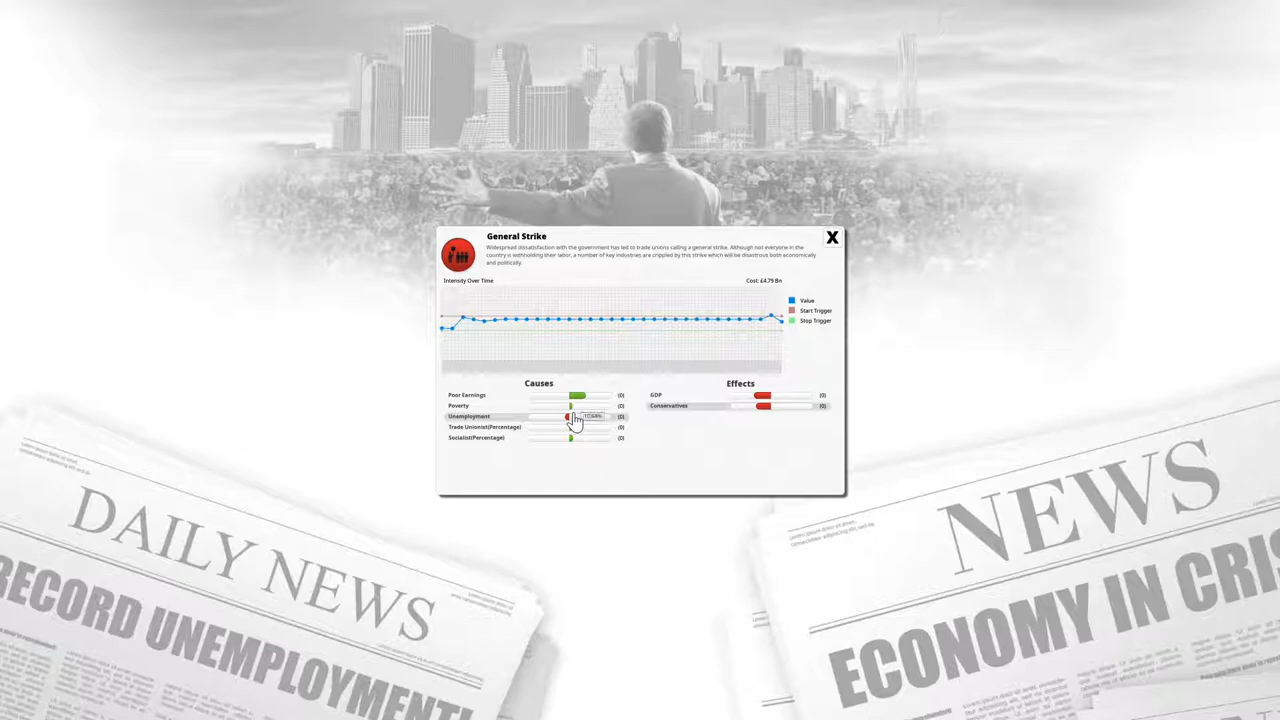 General Strike
X
Widespread dissatisfaction with the government has led to trade unions calling a general strike. Although not everyone in the
country is withholding their labor, a number of key industries are crippled by this strike which will be disastrous both economically
and politically.
Intensity Over Time
Cost: £4.79 Bn
Value
Start Trigger
Stop Trigger
Causes
Poor Earnings (0)
Poverty (0)
Unemployment (0)
Trade Unionist(Percentage) (0)
Socialist(Percentage) (0)
Effects
GDP (0)
Conservatives (0)
DAILY NEWS
RECORD UNEMPLOYMENT!
NEWS
ECONOMY IN CRIS